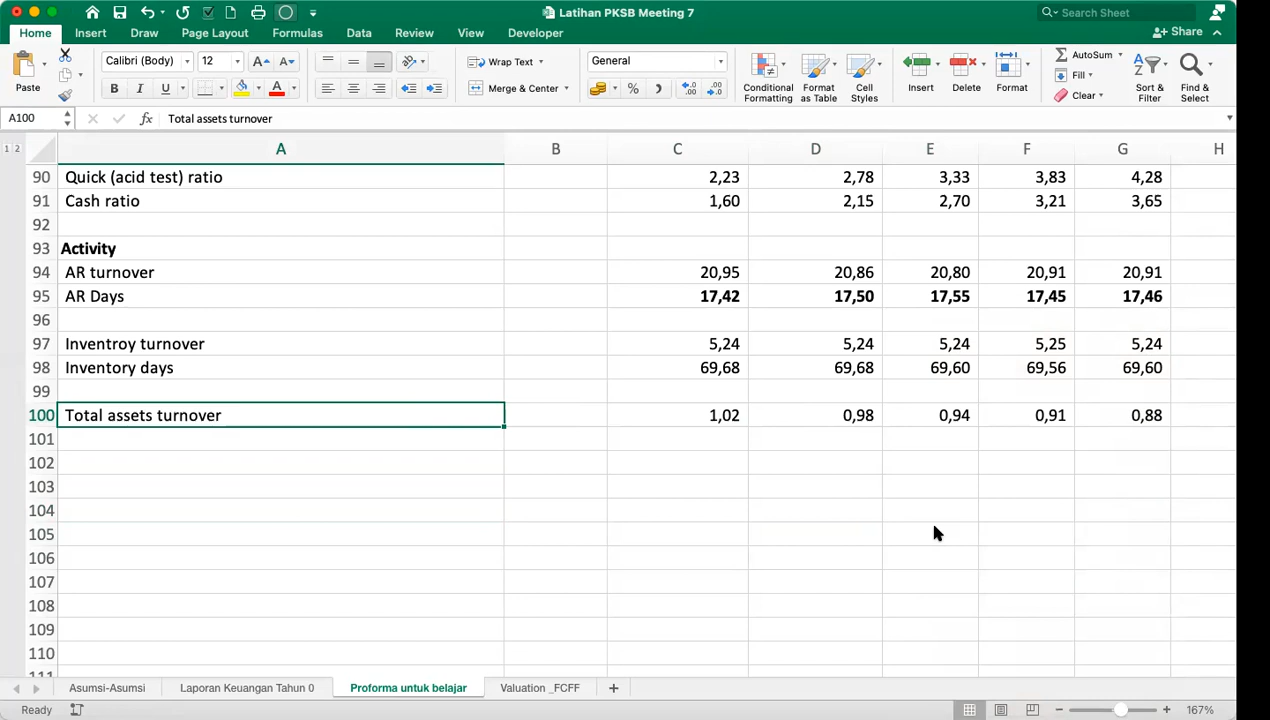 Latihan PKSB Meeting 7
Search Sheet
Home Insert Draw Page Layout Formulas Data Review View Developer
Share
Paste
Calibri (Body) 12
Wrap Text
General
Merge & Center
Conditional Formatting
Format as Table
Cell Styles
Insert
Delete
Format
AutoSum
Fill
Clear
Sort & Filter
Find & Select
A100 fx Total assets turnover
1 2 A B C D E F G H
90 Quick (acid test) ratio 2,23 2,78 3,33 3,83 4,28
91 Cash ratio 1,60 2,15 2,70 3,21 3,65
92
93 Activity
94 AR turnover 20,95 20,86 20,80 20,91 20,91
95 AR Days 17,42 17,50 17,55 17,45 17,46
96
97 Inventroy turnover 5,24 5,24 5,24 5,25 5,24
98 Inventory days 69,68 69,68 69,60 69,56 69,60
99
100 Total assets turnover 1,02 0,98 0,94 0,91 0,88
101
102
103
104
105
106
107
108
109
110
111
Asumsi-Asumsi Laporan Keuangan Tahun 0 Proforma untuk belajar Valuation _FCFF
Ready 167%